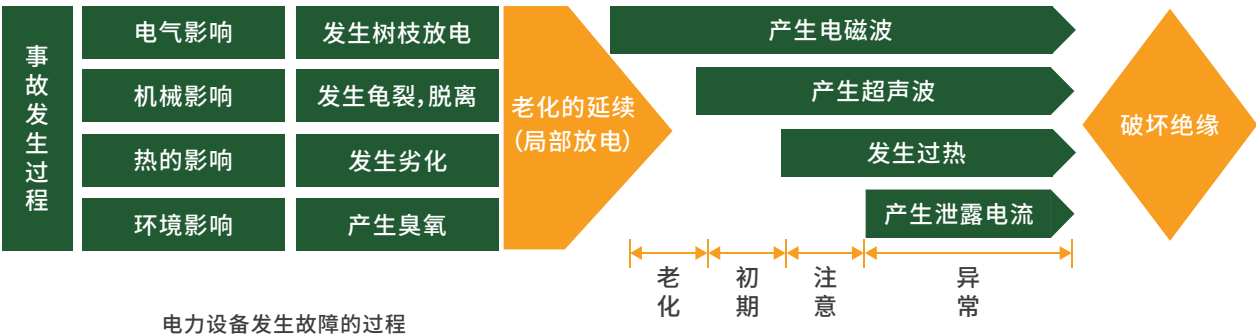 事故发生过程
电气影响
发生树枝放电
机械影响
发生龟裂,脱离
热的影响
发生劣化
环境影响
产生臭氧
老化的延续
(局部放电)
产生电磁波
产生超声波
发生过热
产生泄露电流
破坏绝缘
老化
初期
注意
异常
电力设备发生故障的过程